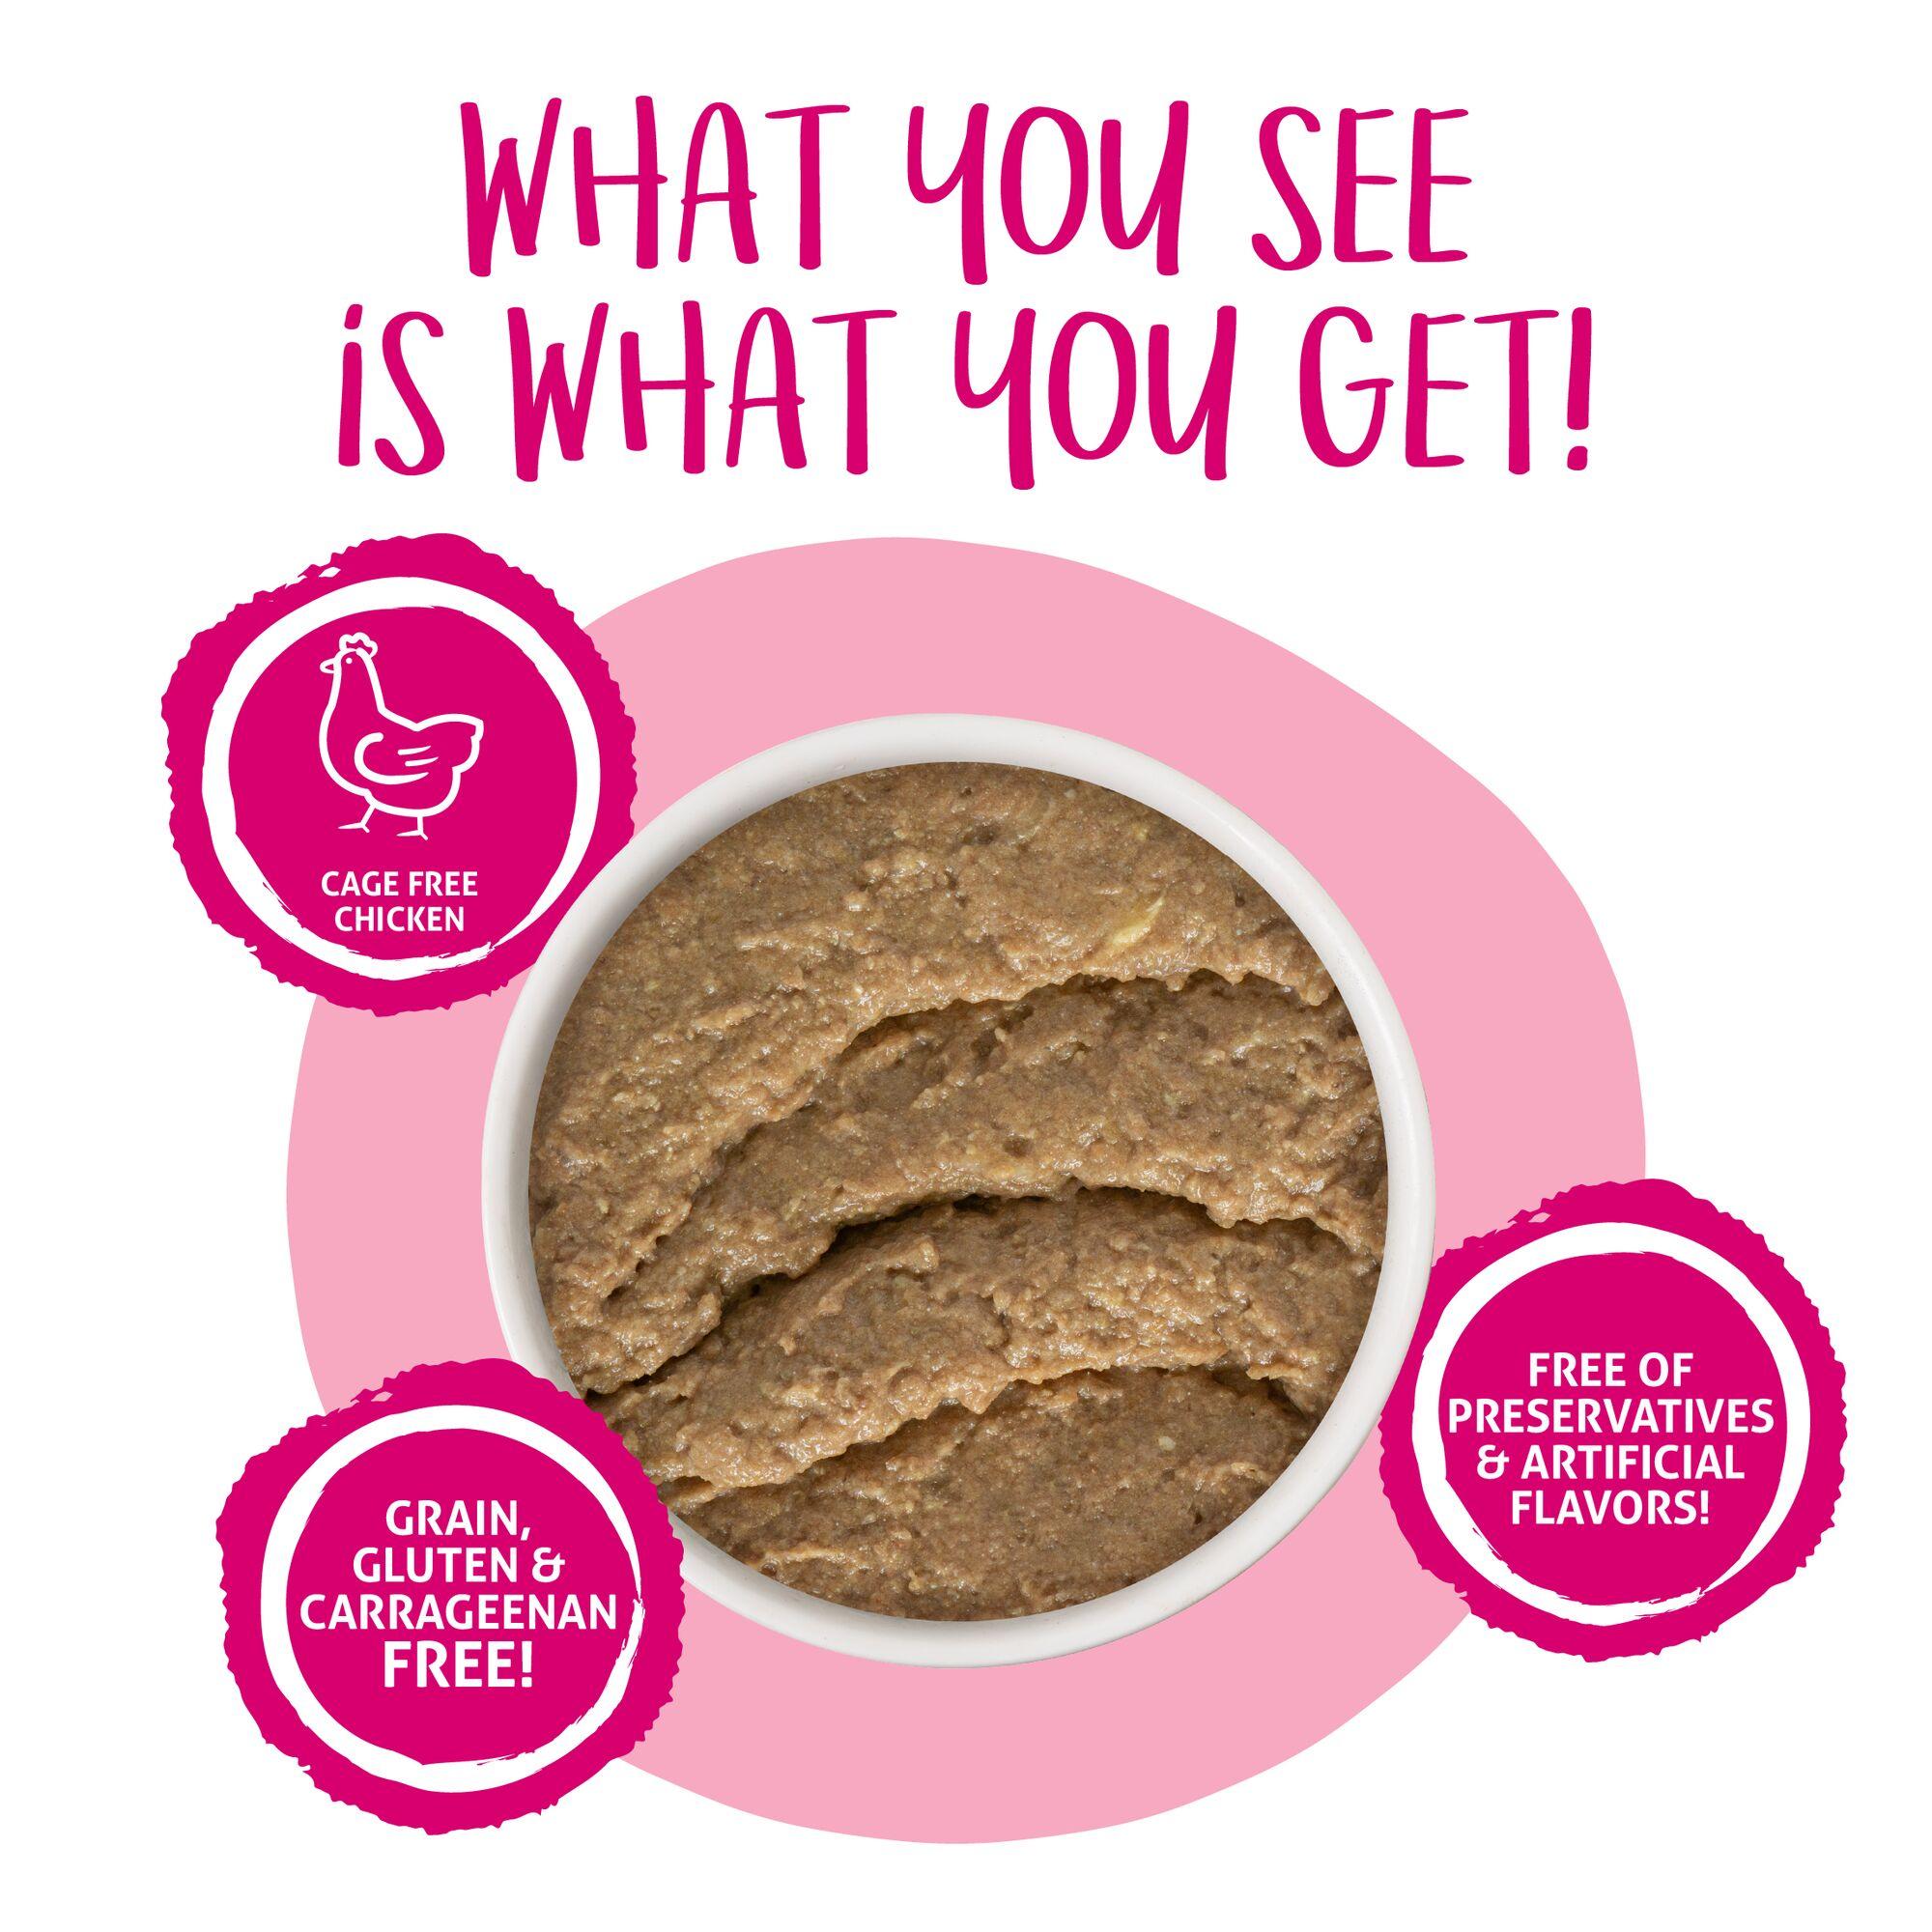 WHAT YOU SEE
iS WHAT YOU GET!
CAGE FREE
CHICKEN
FREE OF
PRESERVATIVES
& ARTIFICIAL
FLAVORS!
GRAIN,
GLUTEN &
CARRAGEENAN
FREE!